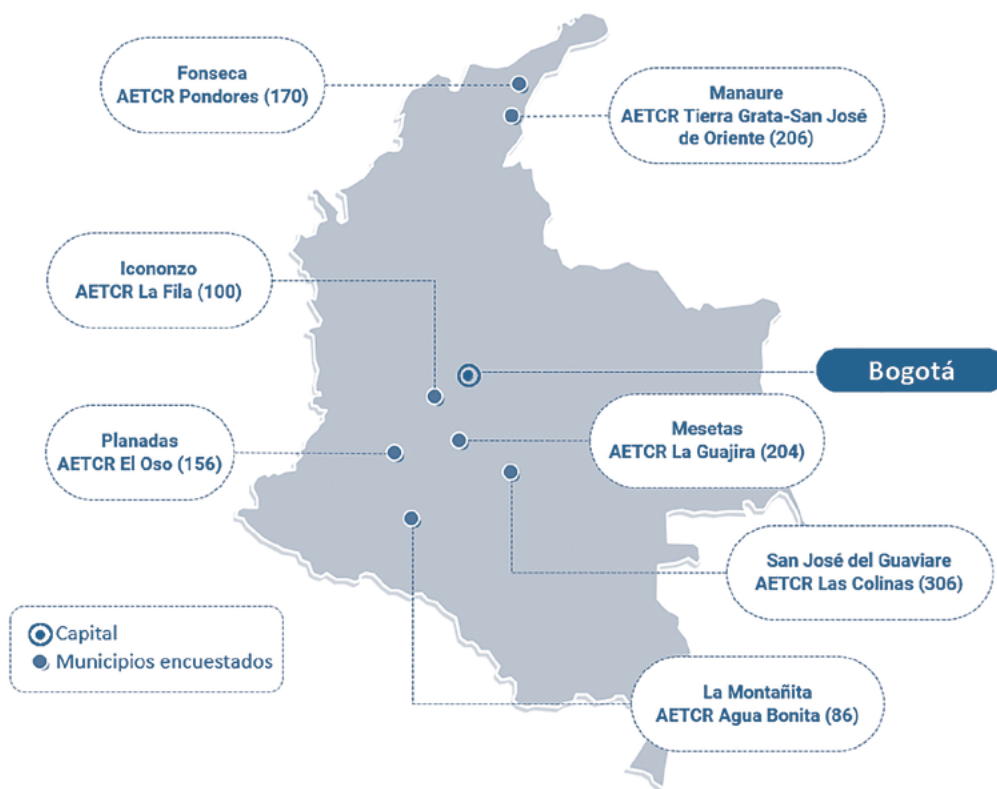 Fonseca
AETCR Pondores (170)
Manaure
AETCR Tierra Grata-San José
de Oriente (206)
Icononzo
AETCR La Fila (100)
Bogotá
Planadas
AETCR El Oso (156)
Mesetas
AETCR La Guajira (204)
San José del Guaviare
AETCR Las Colinas (306)
Capital
Municipios encuestados
La Montañita
AETCR Agua Bonita (86)